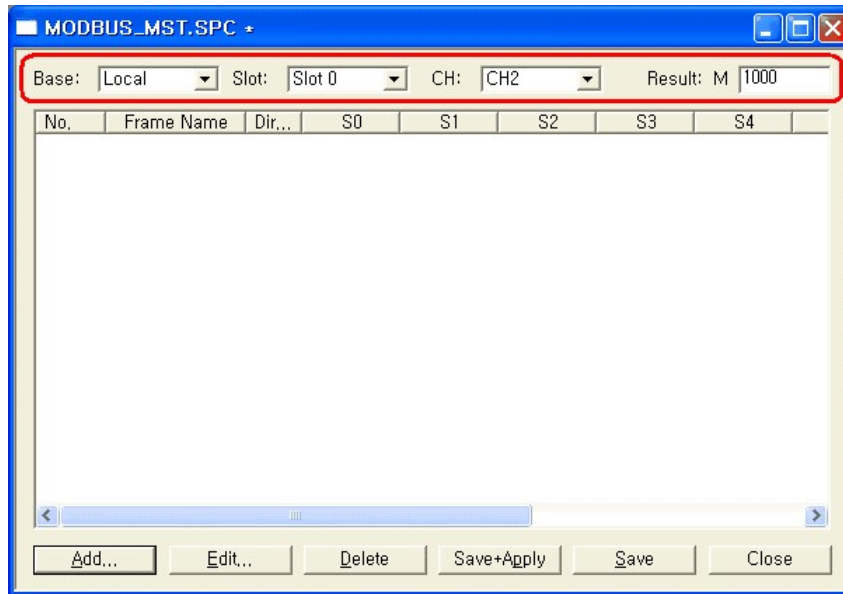 MODBUS_MST.SPC *
Base: Local Slot: Slot 0 CH: CH2 Result: M 1000
No, Frame Name Dir,,, S0 S1 S2 S3 S4
Add,,, Edit,,, Delete Save+Apply Save Close